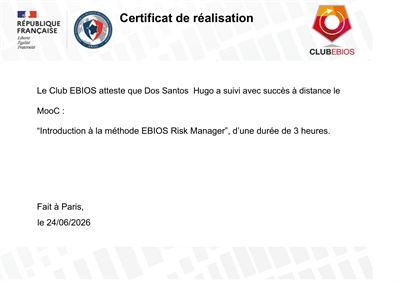 RÉPUBLIQUE
FRANÇAISE
Liberté
Égalité
Fraternité
Certificat de réalisation
CLUBEBIOS
Le Club EBIOS atteste que Dos Santos  Hugo a suivi avec succès à distance le
MooC :
“Introduction à la méthode EBIOS Risk Manager”, d’une durée de 3 heures.
Fait à Paris,
le 24/06/2026